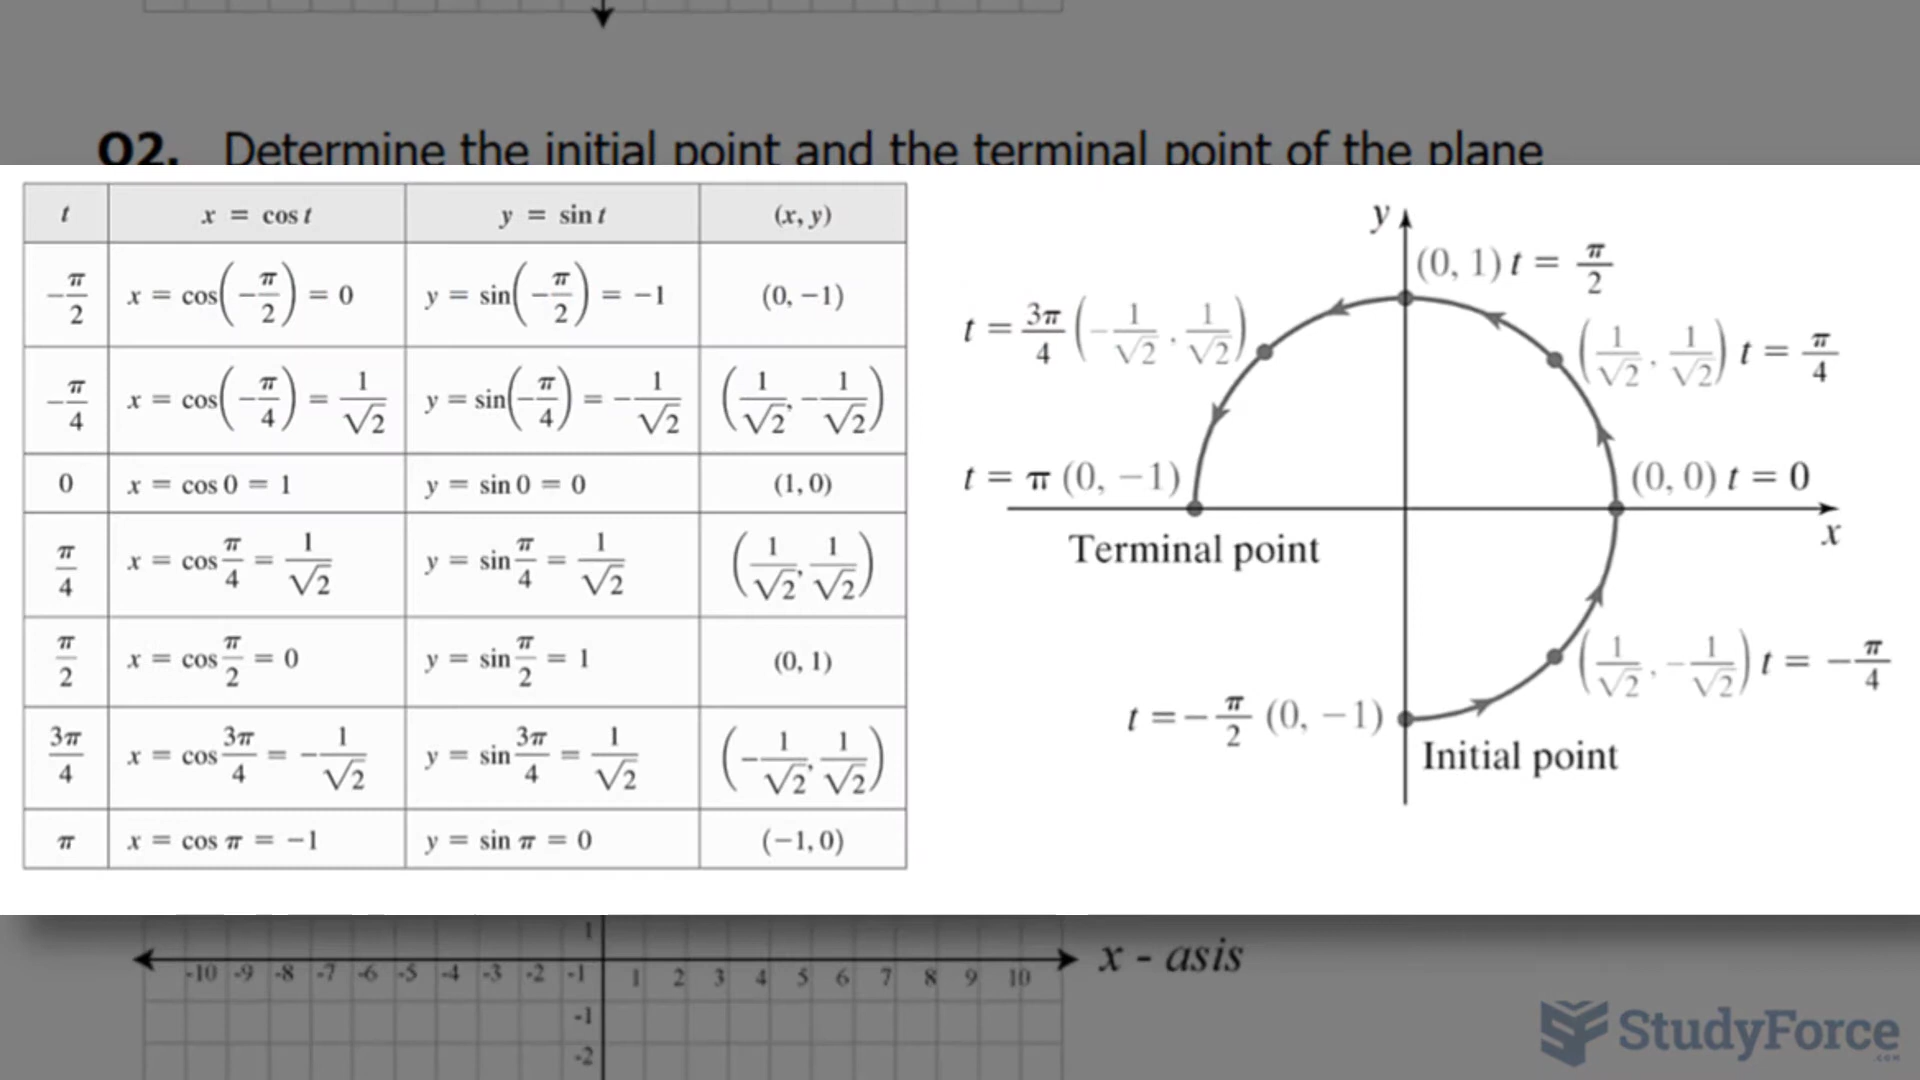 Q2. Determine the initial point and the terminal point of the plane
t x = cos t y = sin t (x, y)
-π/2 x = cos(-π/2) = 0 y = sin(-π/2) = -1 (0, -1)
-π/4 x = cos(-π/4) = 1/√2 y = sin(-π/4) = -1/√2 (1/√2, -1/√2)
0 x = cos 0 = 1 y = sin 0 = 0 (1, 0)
π/4 x = cos π/4 = 1/√2 y = sin π/4 = 1/√2 (1/√2, 1/√2)
π/2 x = cos π/2 = 0 y = sin π/2 = 1 (0, 1)
3π/4 x = cos 3π/4 = -1/√2 y = sin 3π/4 = 1/√2 (-1/√2, 1/√2)
π x = cos π = -1 y = sin π = 0 (-1, 0)
y
(0, 1) t = π/2
t = 3π/4 (-1/√2, 1/√2)
(1/√2, 1/√2) t = π/4
t = π (0, -1)
(0, 0) t = 0
x
Terminal point
(1/√2, -1/√2) t = -π/4
t = -π/2 (0, -1)
Initial point
1
x - asis
-10 -9 -8 -7 -6 -5 -4 -3 -2 -1 1 2 3 4 5 6 7 8 9 10
-1
-2
StudyForce
.com